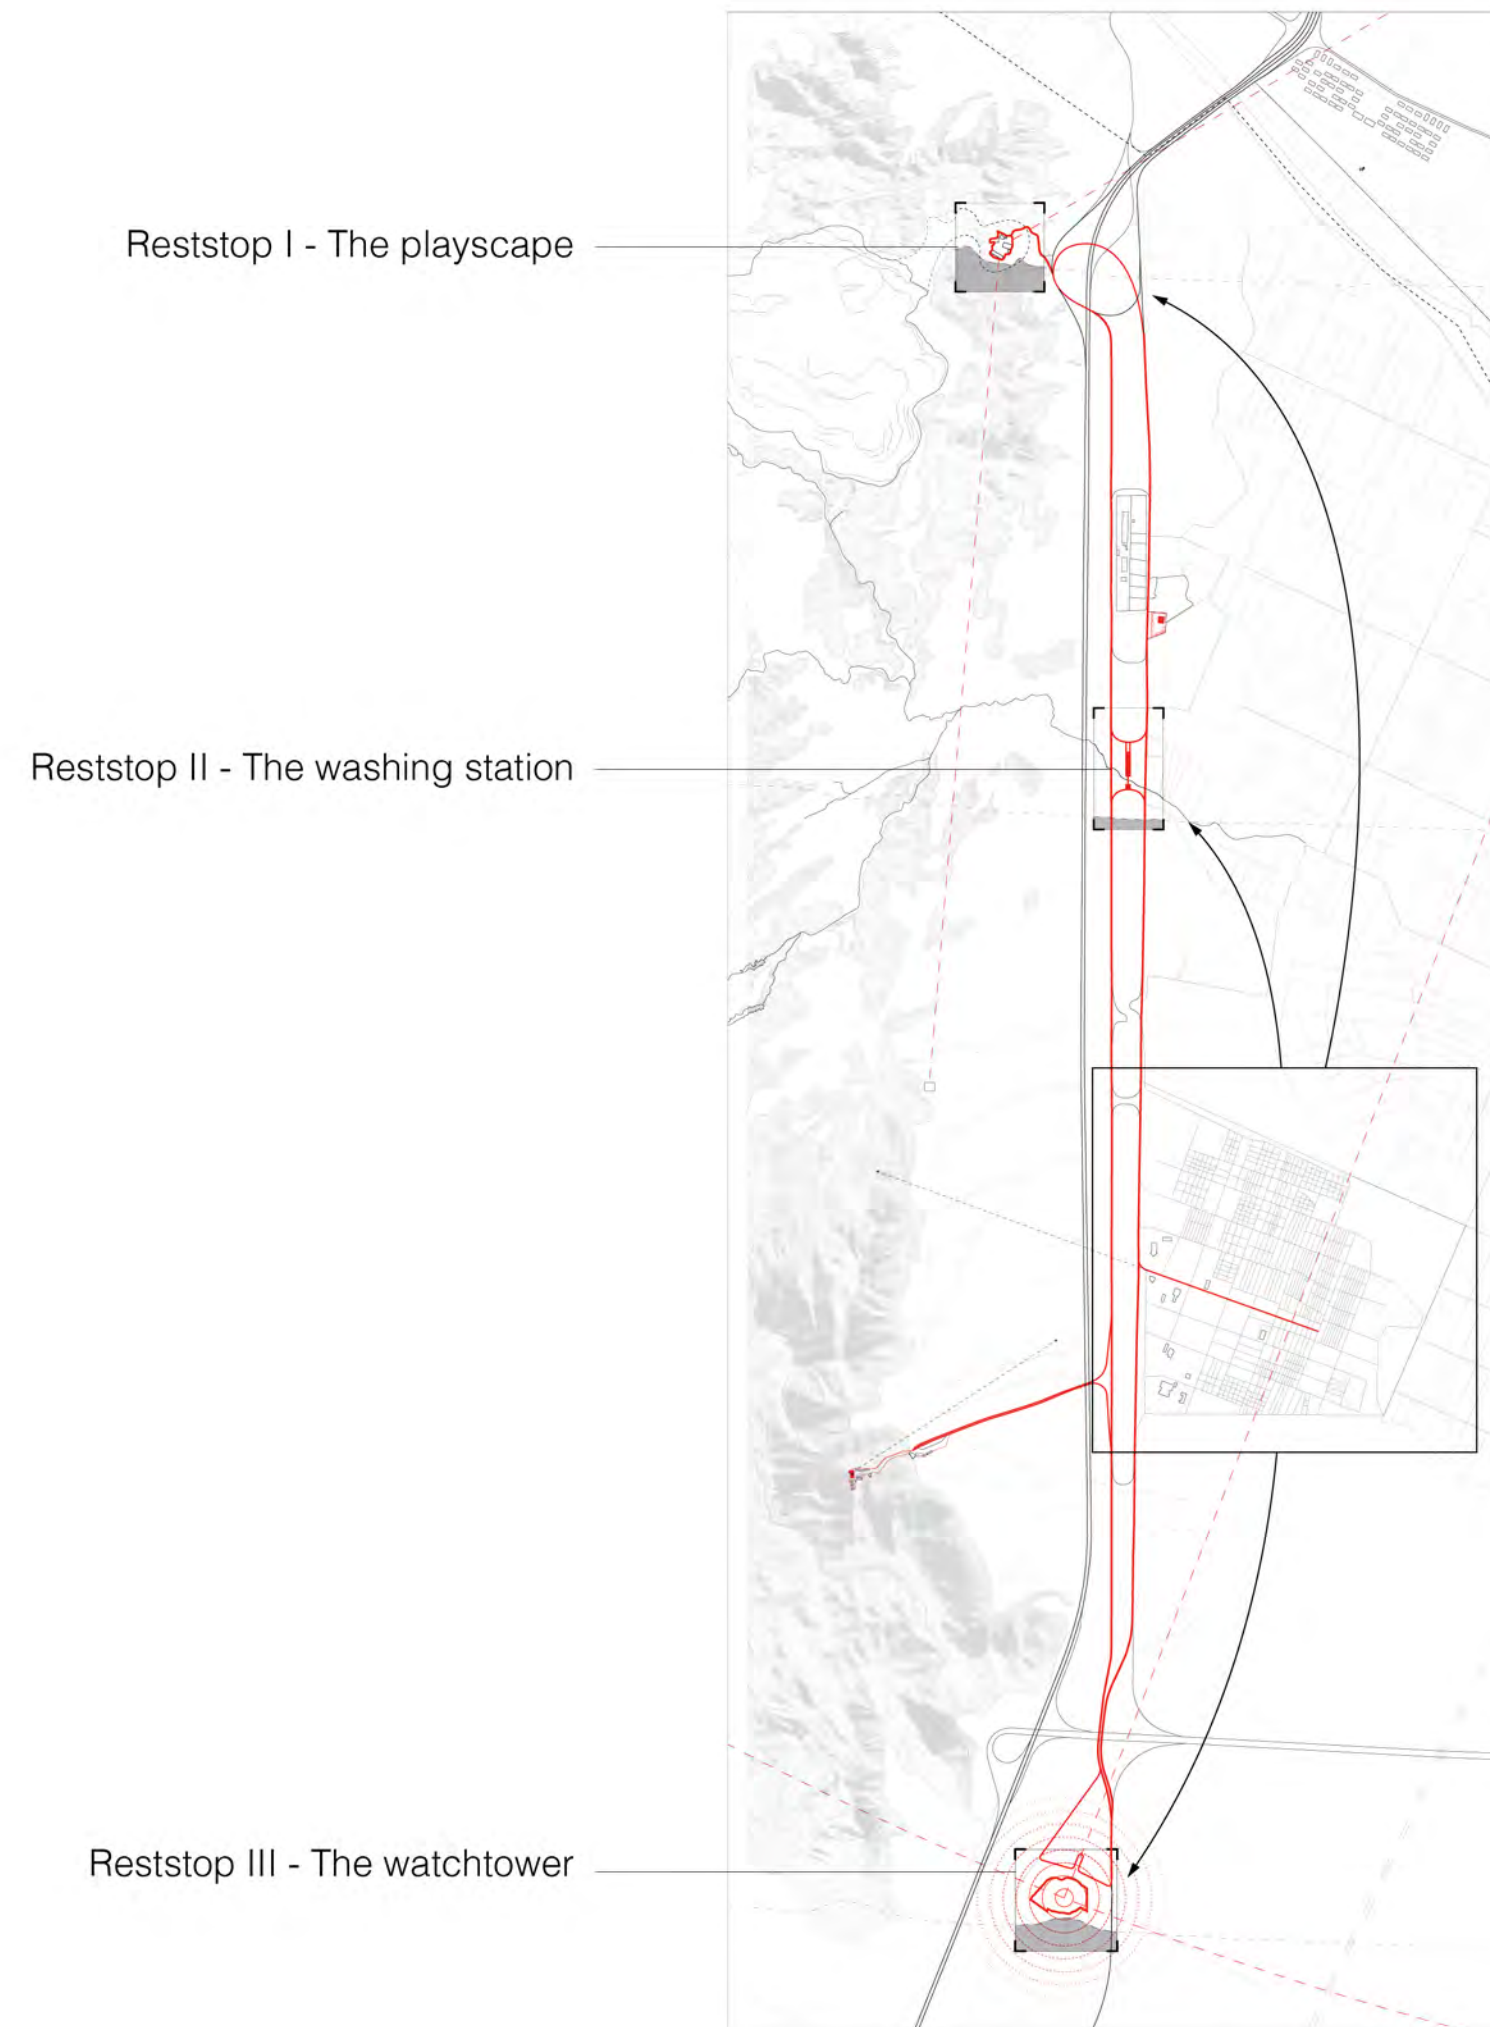 Reststop I - The playscape
Reststop II - The washing station
Reststop III - The watchtower